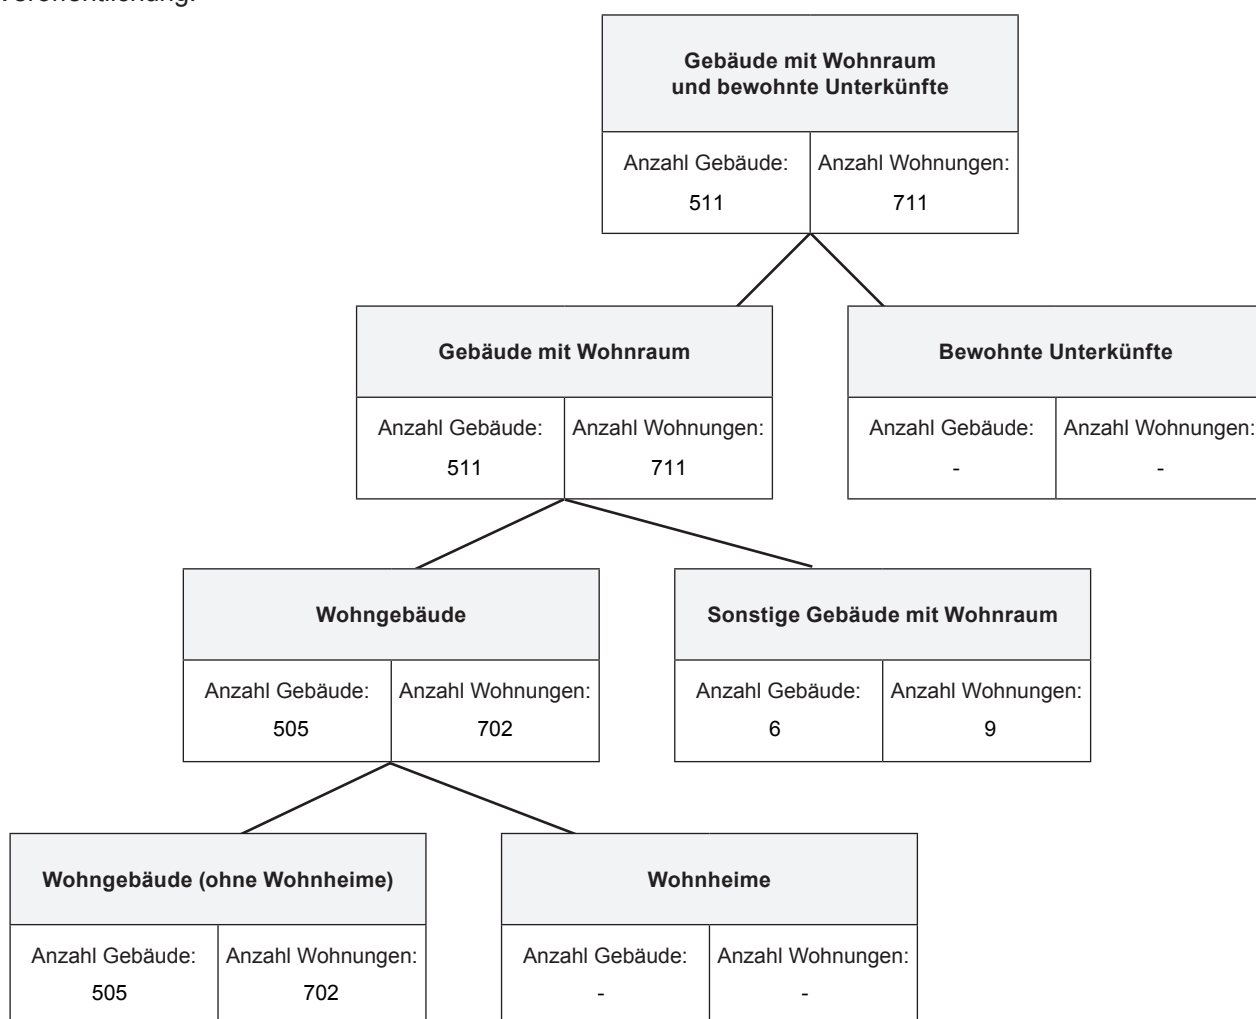 Veröffentlichung.
Gebäude mit Wohnraum
und bewohnte Unterkünfte
Anzahl Gebäude: Anzahl Wohnungen:
511 711
Gebäude mit Wohnraum
Bewohnte Unterkünfte
Anzahl Gebäude: Anzahl Wohnungen:
511 711
Anzahl Gebäude: Anzahl Wohnungen:
- -
Wohngebäude
Sonstige Gebäude mit Wohnraum
Anzahl Gebäude: Anzahl Wohnungen:
505 702
Anzahl Gebäude: Anzahl Wohnungen:
6 9
Wohngebäude (ohne Wohnheime)
Wohnheime
Anzahl Gebäude: Anzahl Wohnungen:
505 702
Anzahl Gebäude: Anzahl Wohnungen:
- -